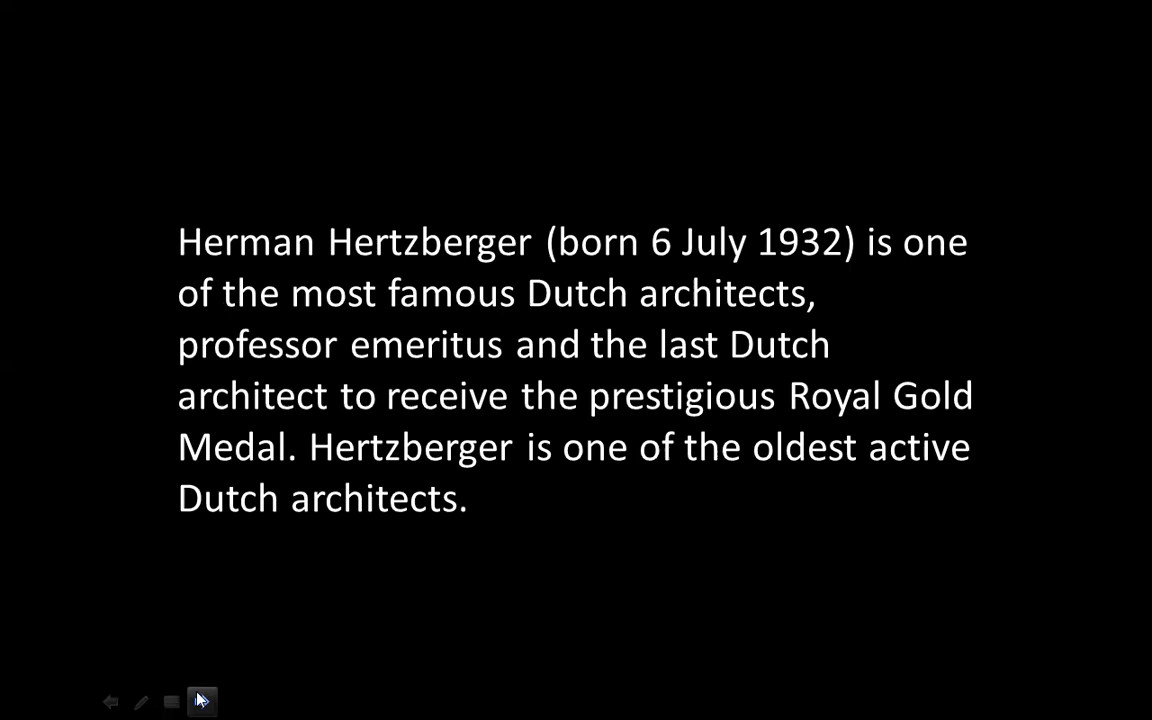 Herman Hertzberger (born 6 July 1932) is one
of the most famous Dutch architects,
professor emeritus and the last Dutch
architect to receive the prestigious Royal Gold
Medal. Hertzberger is one of the oldest active
Dutch architects.